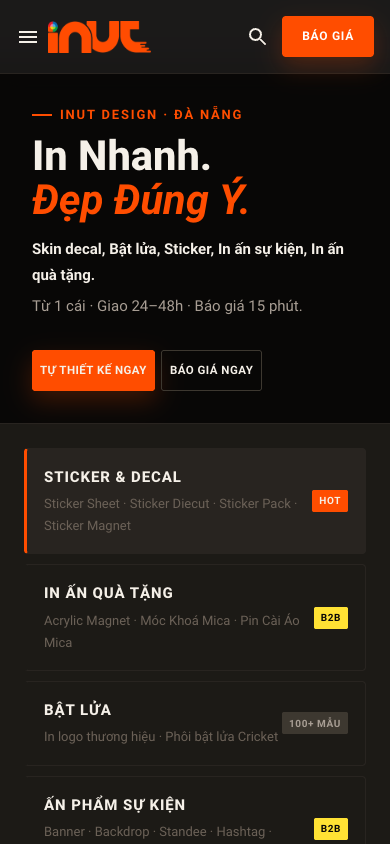 inut
BÁO GIÁ
INUT DESIGN · ĐÀ NẴNG
In Nhanh.
Đẹp Đúng Ý.
Skin decal, Bật lửa, Sticker, In ấn sự kiện, In ấn
quà tặng.
Từ 1 cái · Giao 24–48h · Báo giá 15 phút.
TỰ THIẾT KẾ NGAY
BÁO GIÁ NGAY
STICKER & DECAL
Sticker Sheet · Sticker Diecut · Sticker Pack ·
Sticker Magnet
HOT
IN ẤN QUÀ TẶNG
Acrylic Magnet · Móc Khoá Mica · Pin Cài Áo
Mica
B2B
BẬT LỬA
In logo thương hiệu · Phôi bật lửa Cricket
100+ MẪU
ẤN PHẨM SỰ KIỆN
Banner · Backdrop · Standee · Hashtag ·
B2B